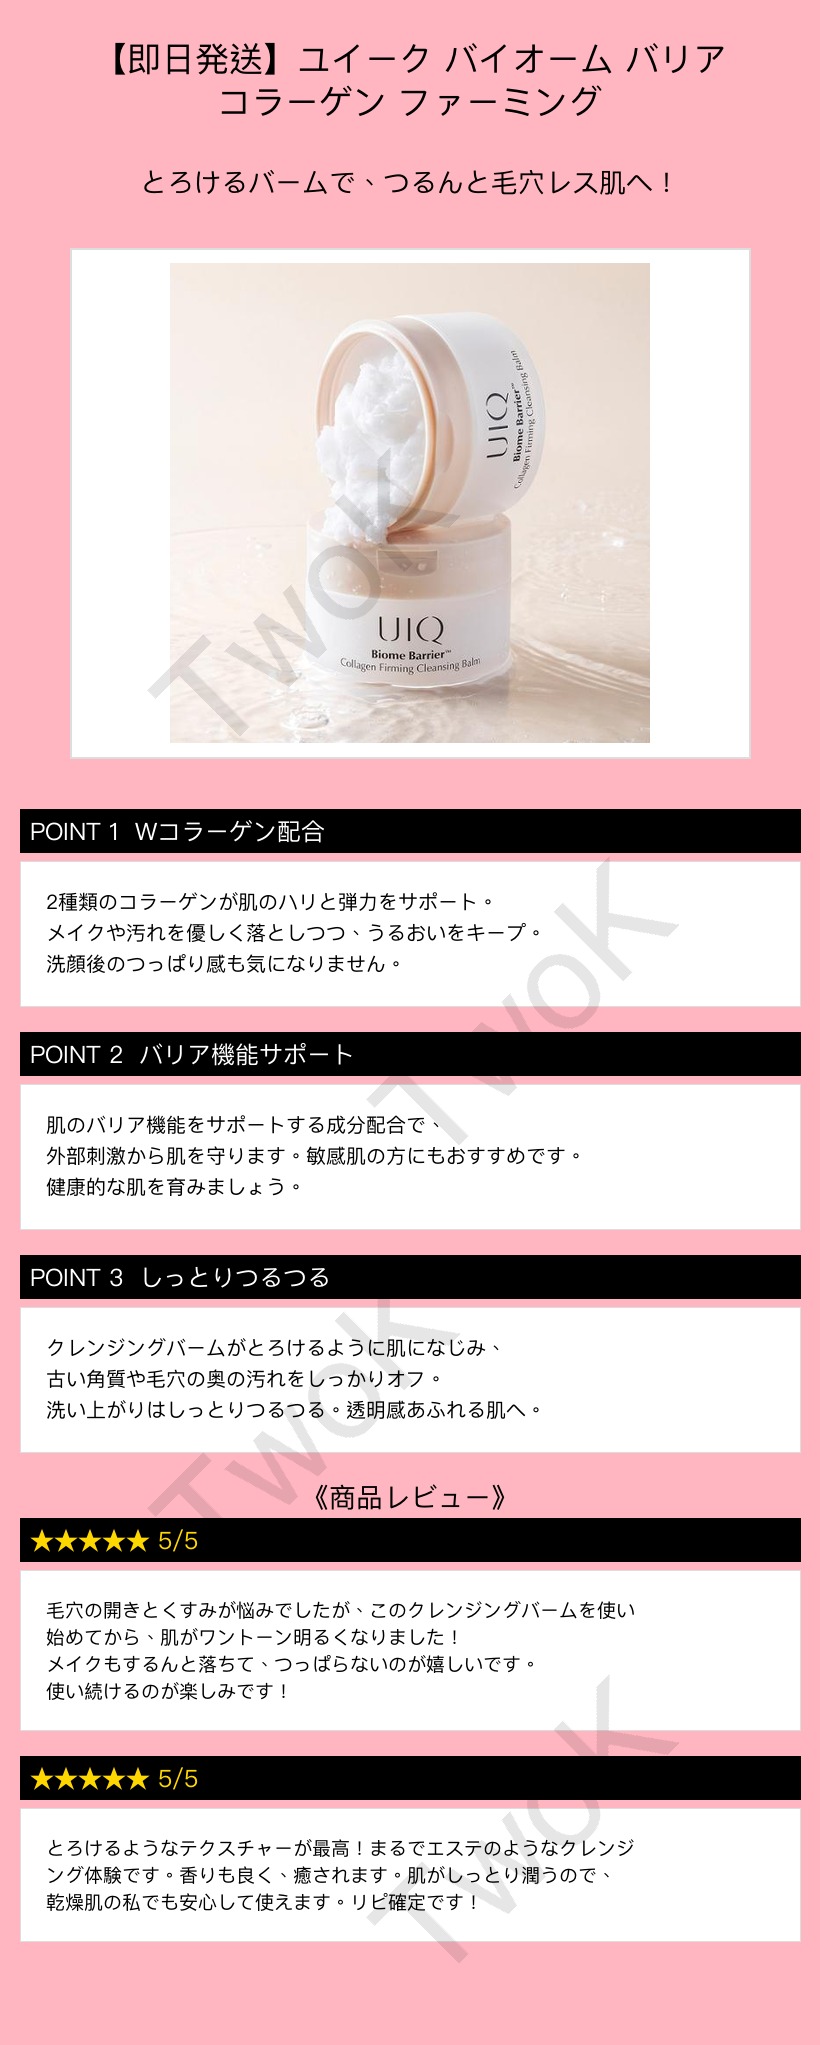 【即日発送】ユイーク バイオーム バリア
コラーゲン ファーミング
とろけるバームで、つるんと毛穴レス肌へ！
UIQ
Biome Barrier™
Collagen Firming Cleansing Balm
UIQ
Biome Barrier™
Collagen Firming Cleansing Balm
TwoK
POINT 1 Wコラーゲン配合
2種類のコラーゲンが肌のハリと弾力をサポート。
メイクや汚れを優しく落としつつ、うるおいをキープ。
洗顔後のつっぱり感も気になりません。
TwoK
POINT 2 バリア機能サポート
肌のバリア機能をサポートする成分配合で、
外部刺激から肌を守ります。敏感肌の方にもおすすめです。
健康的な肌を育みましょう。
POINT 3 しっとりつるつる
クレンジングバームがとろけるように肌になじみ、
古い角質や毛穴の奥の汚れをしっかりオフ。
洗い上がりはしっとりつるつる。透明感あふれる肌へ。
TwoK
《商品レビュー》
★★★★★ 5/5
毛穴の開きとくすみが悩みでしたが、このクレンジングバームを使い
始めてから、肌がワントーン明るくなりました！
メイクもするんと落ちて、つっぱらないのが嬉しいです。
使い続けるのが楽しみです！
★★★★★ 5/5
とろけるようなテクスチャーが最高！まるでエステのようなクレンジ
ング体験です。香りも良く、癒されます。肌がしっとり潤うので、
乾燥肌の私でも安心して使えます。リピ確定です！
TwoK